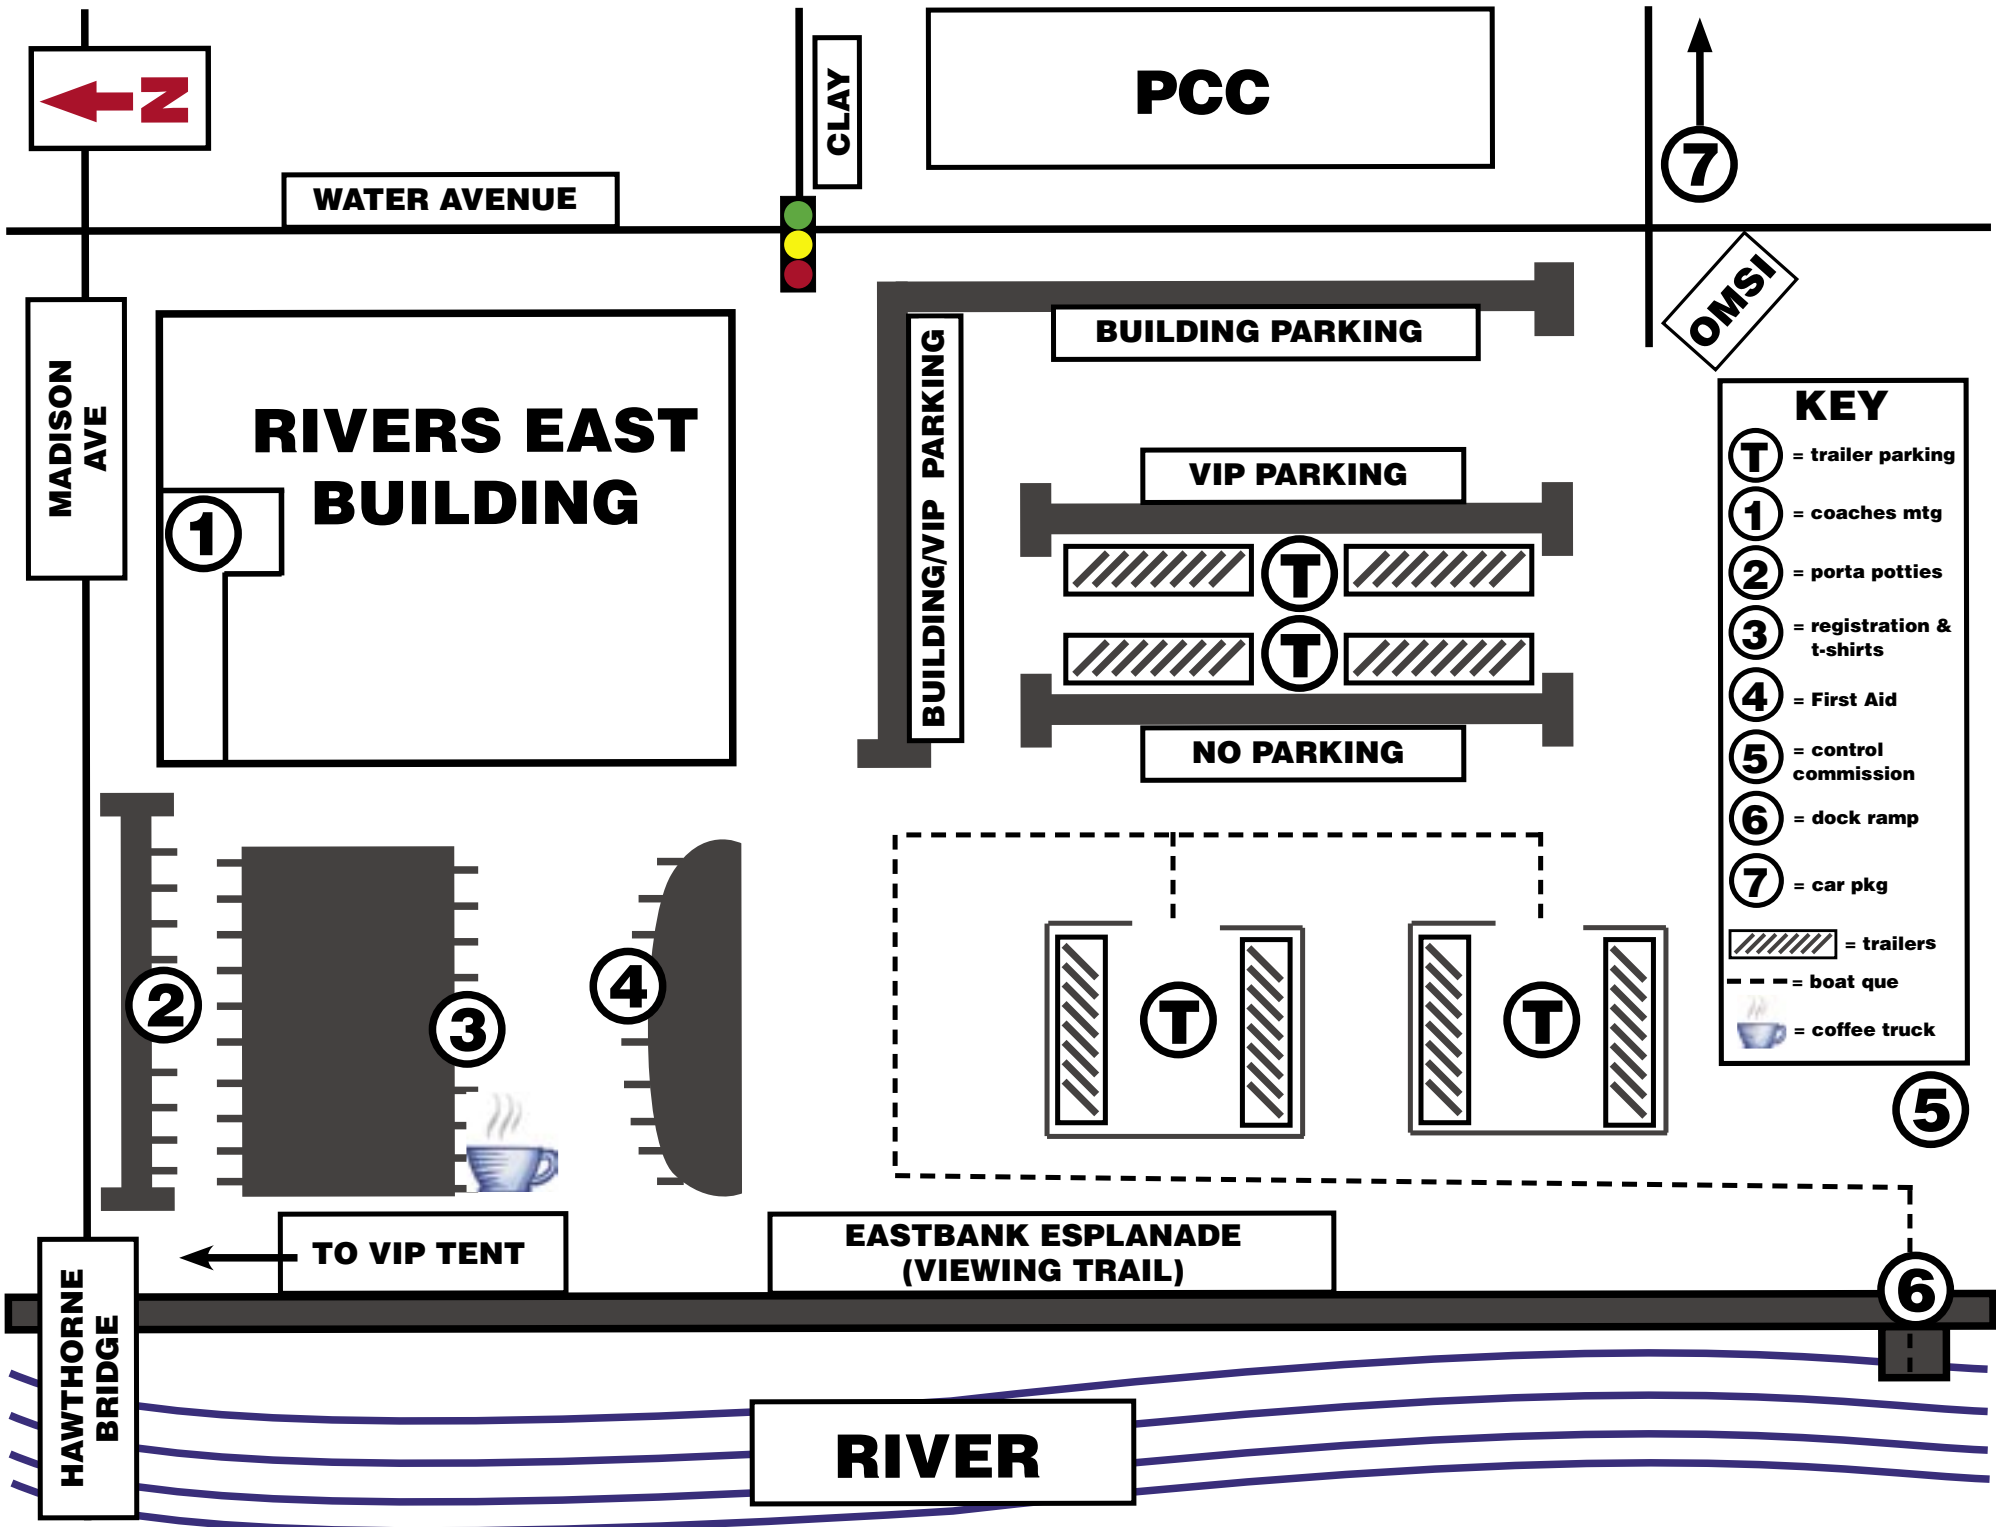 N
CLAY
PCC
7
WATER AVENUE
OMSI
MADISON
AVE
RIVERS EAST
BUILDING
1
BUILDING/VIP PARKING
BUILDING PARKING
VIP PARKING
T
T
NO PARKING
KEY
T = trailer parking
1 = coaches mtg
2 = porta potties
3 = registration &
t-shirts
4 = First Aid
5 = control
commission
6 = dock ramp
7 = car pkg
= trailers
= boat que
= coffee truck
2
3
4
T
T
5
TO VIP TENT
EASTBANK ESPLANADE
(VIEWING TRAIL)
6
HAWTHORNE
BRIDGE
RIVER